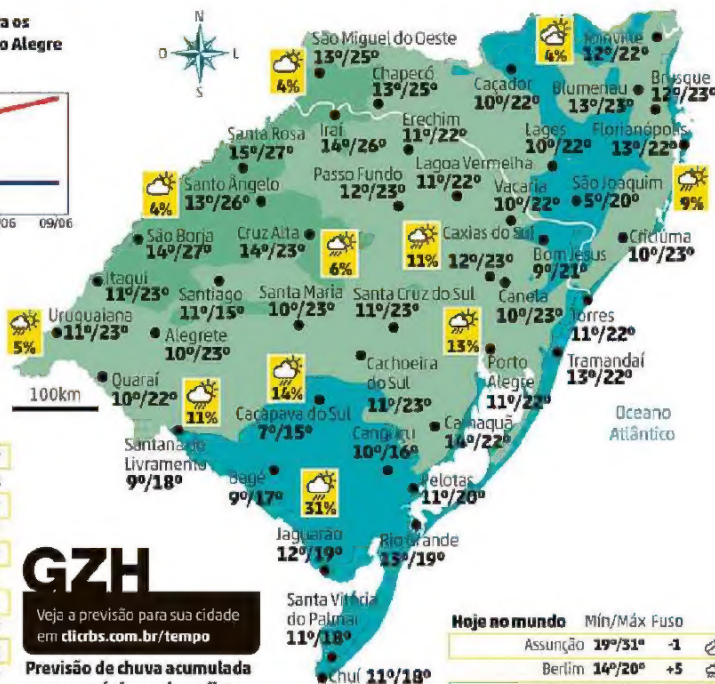 ra os
o Alegre
/06 09/06
N
O L
S
São Miguel do Oeste
13º/25º
4%
Chapecó
13º/25º
Caçador
10º/22º
4%
Joinville
12º/22º
Blumenau
13º/23º
Brusque
12º/23º
Iraí
14º/26º
Erechim
11º/22º
Lages
10º/22º
Florianópolis
13º/22º
9%
Santa Rosa
15º/27º
Lagoa Vermelha
11º/22º
Passo Fundo
12º/23º
Vacaria
10º/22º
São Joaquim
5º/20º
4%
Santo Ângelo
13º/26º
São Borja
14º/27º
Cruz Alta
14º/23º
6%
11%
Caxias do Sul
12º/23º
Bom Jesus
9º/21º
Criciúma
10º/23º
Itaqui
11º/23º
Santiago
11º/15º
Santa Maria
10º/23º
Santa Cruz do Sul
11º/23º
Canela
10º/23º
Torres
11º/22º
5%
Uruguaiana
11º/23º
Alegrete
10º/23º
13%
Porto
Alegre
11º/22º
Tramandaí
13º/22º
Quaraí
10º/22º
100km
11%
14%
Cachoeira
do Sul
11º/23º
Caçapava do Sul
7º/15º
Camaquã
14º/22º
Oceano
Atlântico
Santana do
Livramento
9º/18º
Bagé
9º/17º
31%
Canguçu
10º/16º
Pelotas
11º/20º
Jaguarão
12º/19º
Rio Grande
13º/19º
Santa Vitória
do Palmar
11º/18º
Chuí 11º/18º
GZH
Veja a previsão para sua cidade
em clicrbs.com.br/tempo
Previsão de chuva acumulada
Hoje no mundo Mín/Máx Fuso
Assunção 19º/31º -1
Berlim 14º/20º +5